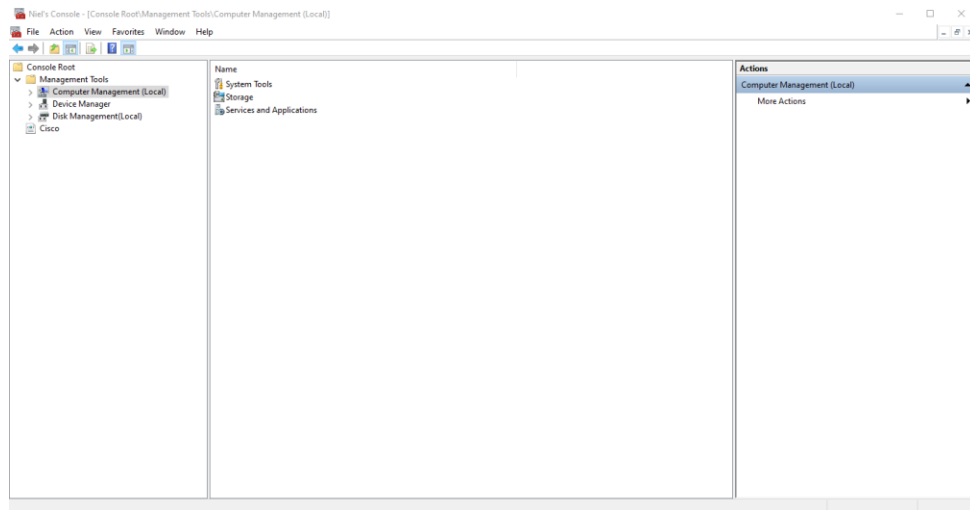 Niel's Console - [Console Root\Management Tools\Computer Management (Local)]
File Action View Favorites Window Help
Console Root
Management Tools
Computer Management (Local)
Device Manager
Disk Management(Local)
Cisco
Name
System Tools
Storage
Services and Applications
Actions
Computer Management (Local)
More Actions